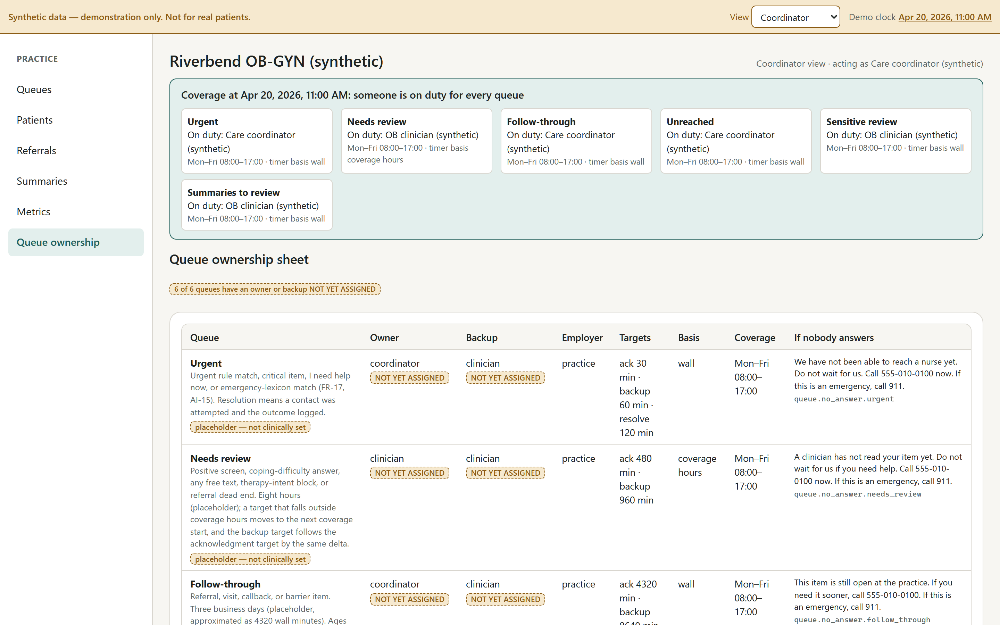 Synthetic data — demonstration only. Not for real patients.
View Coordinator Demo clock Apr 20, 2026, 11:00 AM
PRACTICE
Queues
Patients
Referrals
Summaries
Metrics
Queue ownership
Riverbend OB-GYN (synthetic)
Coordinator view · acting as Care coordinator (synthetic)
Coverage at Apr 20, 2026, 11:00 AM: someone is on duty for every queue
Urgent
On duty: Care coordinator
(synthetic)
Mon–Fri 08:00–17:00 · timer basis wall
Needs review
On duty: OB clinician (synthetic)
Mon–Fri 08:00–17:00 · timer basis
coverage hours
Follow-through
On duty: Care coordinator
(synthetic)
Mon–Fri 08:00–17:00 · timer basis wall
Unreached
On duty: Care coordinator
(synthetic)
Mon–Fri 08:00–17:00 · timer basis wall
Sensitive review
On duty: OB clinician (synthetic)
Mon–Fri 08:00–17:00 · timer basis wall
Summaries to review
On duty: OB clinician (synthetic)
Mon–Fri 08:00–17:00 · timer basis wall
Queue ownership sheet
6 of 6 queues have an owner or backup NOT YET ASSIGNED
Queue Owner Backup Employer Targets Basis Coverage If nobody answers
Urgent
Urgent rule match, critical item, I need help
now, or emergency-lexicon match (FR-17,
AI-15). Resolution means a contact was
attempted and the outcome logged.
placeholder — not clinically set
coordinator
NOT YET ASSIGNED
clinician
NOT YET ASSIGNED
practice
ack 30
min ·
backup
60 min ·
resolve
120 min
wall
Mon–Fri
08:00–
17:00
We have not been able to reach a nurse yet.
Do not wait for us. Call 555-010-0100 now. If
this is an emergency, call 911.
queue.no_answer.urgent
Needs review
Positive screen, coping-difficulty answer,
any free text, therapy-intent block, or
referral dead end. Eight hours
(placeholder); a target that falls outside
coverage hours moves to the next coverage
start, and the backup target follows the
acknowledgment target by the same delta.
placeholder — not clinically set
clinician
NOT YET ASSIGNED
clinician
NOT YET ASSIGNED
practice
ack 480
min ·
backup
960 min
coverage
hours
Mon–Fri
08:00–
17:00
A clinician has not read your item yet. Do not
wait for us if you need help. Call 555-010-
0100 now. If this is an emergency, call 911.
queue.no_answer.needs_review
Follow-through
Referral, visit, callback, or barrier item.
Three business days (placeholder,
approximated as 4320 wall minutes). Ages
coordinator
NOT YET ASSIGNED
clinician
NOT YET ASSIGNED
practice
ack 4320
min ·
backup
8640 min
wall
Mon–Fri
08:00–
17:00
This item is still open at the practice. If you
need it sooner, call 555-010-0100. If this is
an emergency, call 911.
queue.no_answer.follow_through